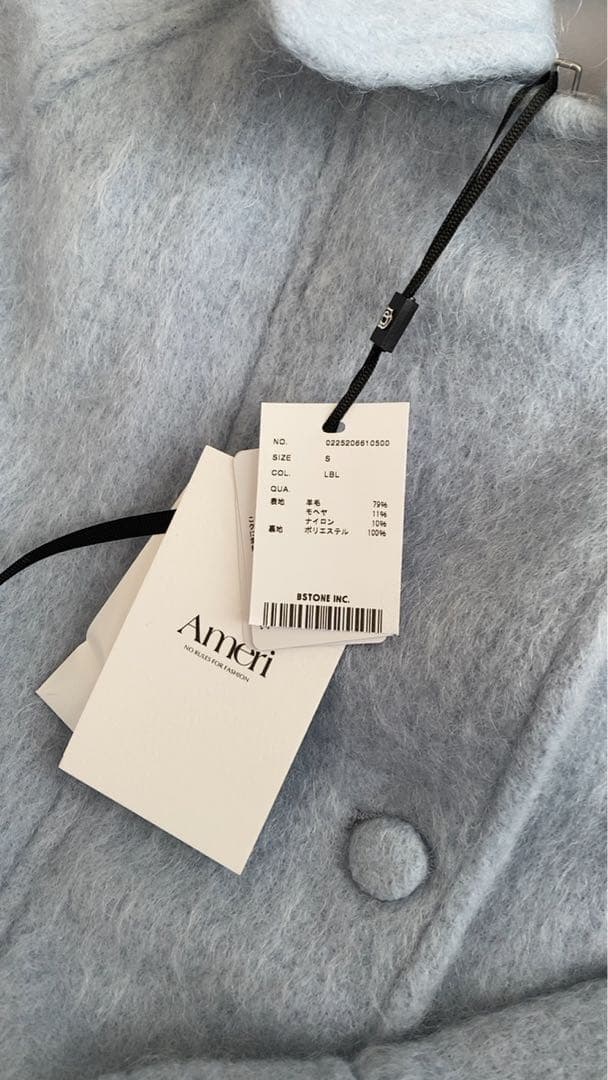 NO. 0225206610500
SIZE S
COL. LBL
QUA.
表地 羊毛 79%
モヘヤ 11%
ナイロン 10%
裏地 ポリエステル 100%
BSTONE INC.
Ameri
NO RULES FOR FASHION